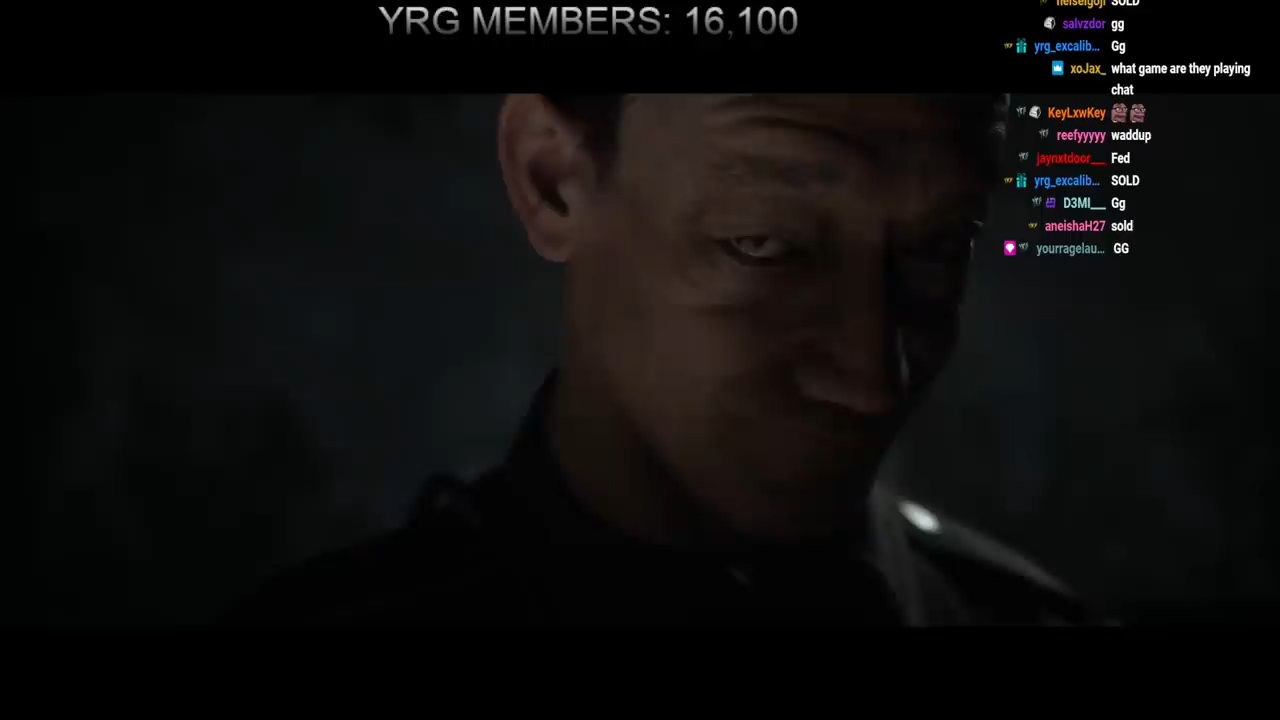 YRG MEMBERS: 16,100
SOLD
salvzdor gg
yrg_excalib... Gg
xoJax_ what game are they playing
chat
KeyLxwKey
reefyyyyy waddup
jaynxtdoor___ Fed
yrg_excalib... SOLD
D3MI___ Gg
aneishaH27 sold
yourragelau... GG